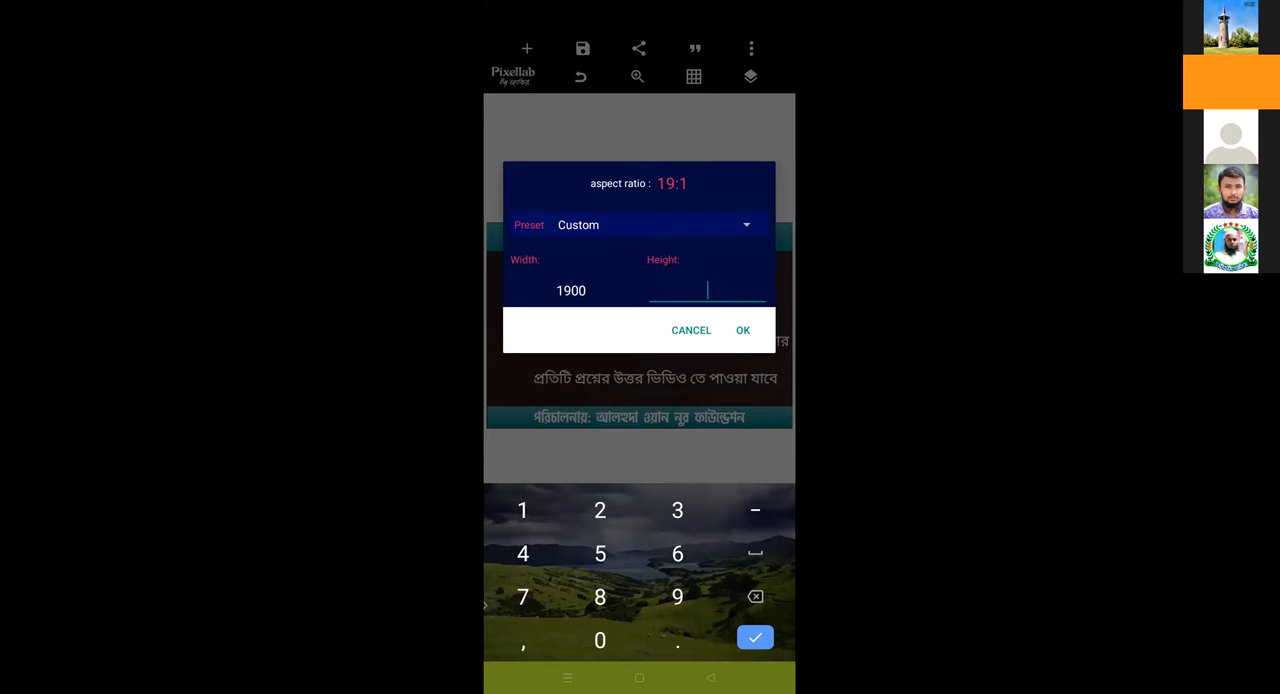 Pixellab
aspect ratio : 19:1
Preset Custom
Width: Height:
1900
CANCEL OK
প্রতিটি প্রশ্নের উত্তর ভিডিও তে পাওয়া যাবে
পরিচালনায়: আলহুদা ওয়ান নূর ফাউন্ডেশন
1 2 3 -
4 5 6
7 8 9
, 0 .